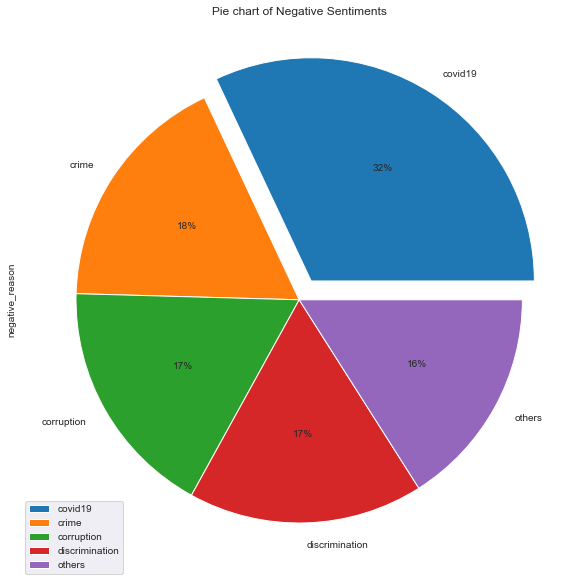 Pie chart of Negative Sentiments
covid19
32%
crime
18%
negative_reason
17%
16%
corruption
others
17%
discrimination
covid19
crime
corruption
discrimination
others